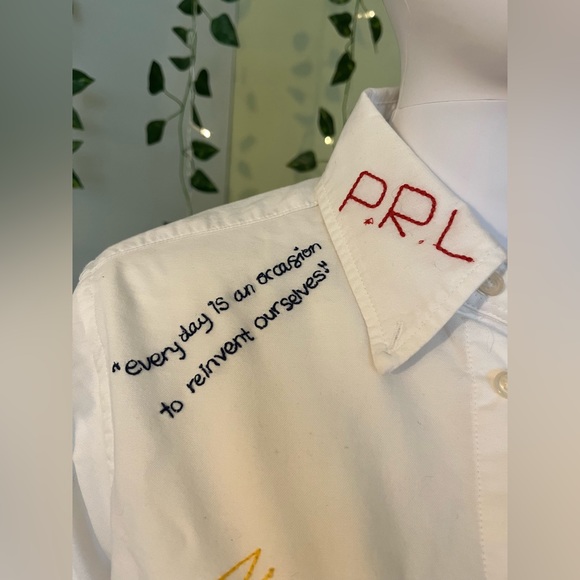 P.R.L
"every day is an occasion
to reinvent ourselves."